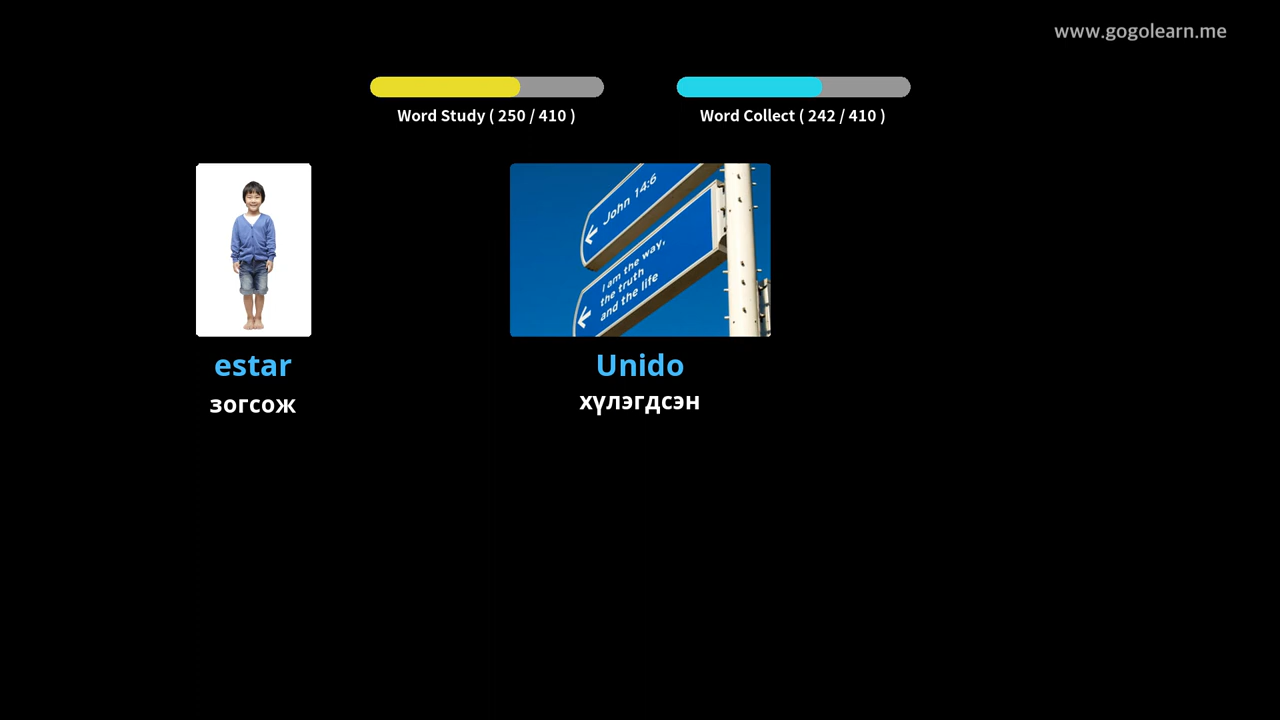 www.gogolearn.me
Word Study ( 250 / 410 )
Word Collect ( 242 / 410 )
John 14:6
I am the way,
the truth
and the life
estar
зогсож
Unido
хүлэгдсэн